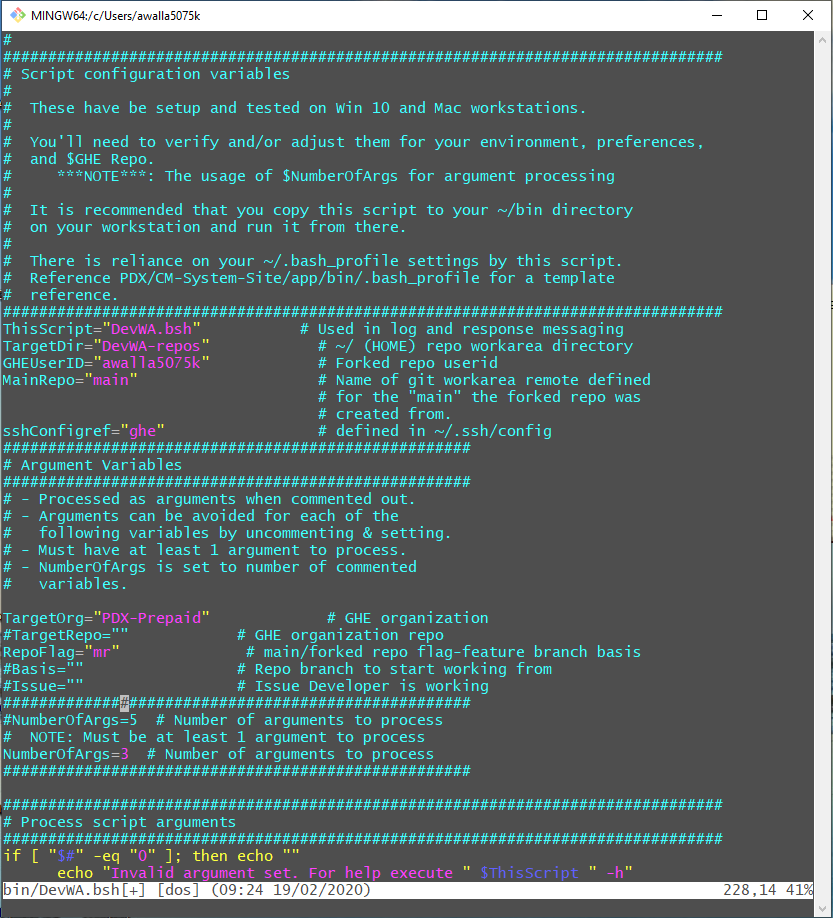 MINGW64:/c/Users/awalla5075k
#
################################################################################
# Script configuration variables
#
#  These have be setup and tested on Win 10 and Mac workstations.
#
#  You'll need to verify and/or adjust them for your environment, preferences,
#  and $GHE Repo.
#     ***NOTE***: The usage of $NumberOfArgs for argument processing
#
#  It is recommended that you copy this script to your ~/bin directory
#  on your workstation and run it from there.
#
#  There is reliance on your ~/.bash_profile settings by this script.
#  Reference PDX/CM-System-Site/app/bin/.bash_profile for a template
#  reference.
################################################################################
ThisScript="DevWA.bsh"           # Used in log and response messaging
TargetDir="DevWA-repos"            # ~/ (HOME) repo workarea directory
GHEUserID="awalla5075k"            # Forked repo userid
MainRepo="main"                    # Name of git workarea remote defined
                                   # for the "main" the forked repo was
                                   # created from.
sshConfigref="ghe"                 # defined in ~/.ssh/config
####################################################
# Argument Variables
####################################################
# - Processed as arguments when commented out.
# - Arguments can be avoided for each of the
#   following variables by uncommenting & setting.
# - Must have at least 1 argument to process.
# - NumberOfArgs is set to number of commented
#   variables.
TargetOrg="PDX-Prepaid"             # GHE organization
#TargetRepo=""            # GHE organization repo
RepoFlag="mr"              # main/forked repo flag-feature branch basis
#Basis=""                 # Repo branch to start working from
#Issue=""                 # Issue Developer is working
####################################################
#NumberOfArgs=5  # Number of arguments to process
#  NOTE: Must be at least 1 argument to process
NumberOfArgs=3  # Number of arguments to process
####################################################
################################################################################
# Process script arguments
################################################################################
if [ "$#" -eq "0" ]; then echo ""
      echo "Invalid argument set. For help execute " $ThisScript " -h"
bin/DevWA.bsh[+] [dos] (09:24 19/02/2020)                                       228,14 41%